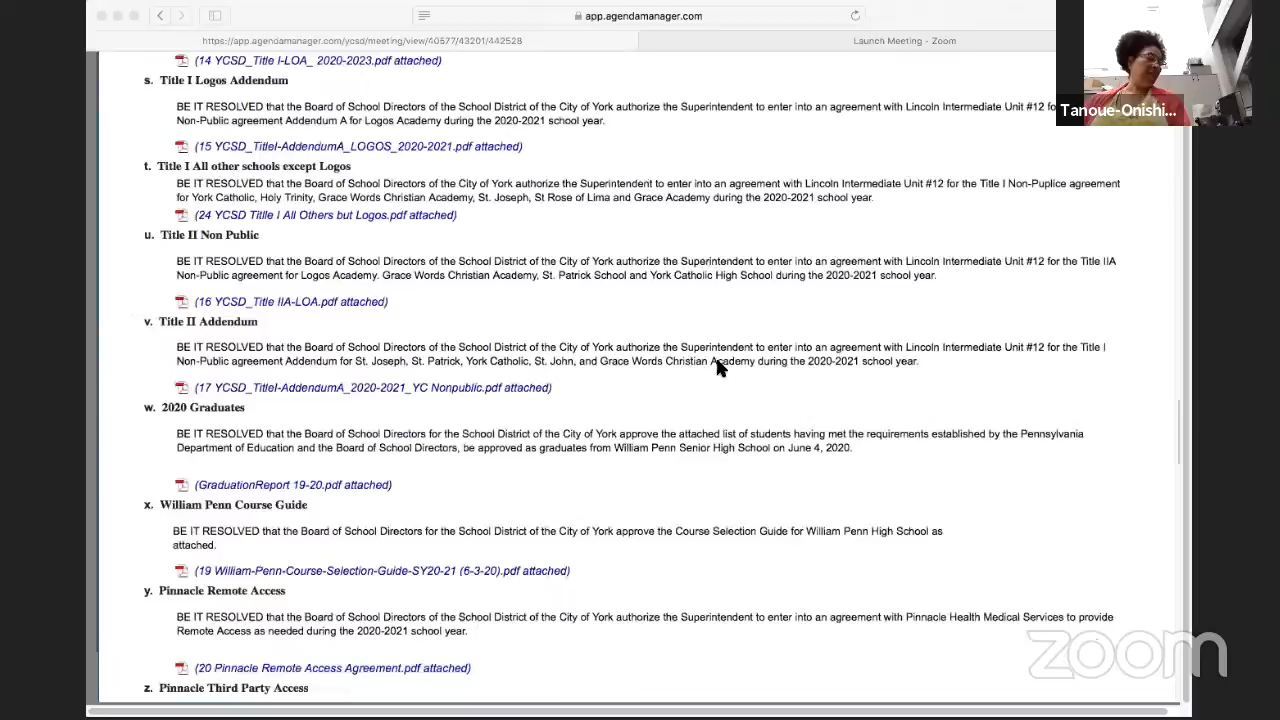 app.agendamanager.com
https://app.agendamanager.com/ycsd/meeting/view/40577/43201/442528
Launch Meeting - Zoom
Tanoue-Onishi...
(14 YCSD_Title I-LOA_ 2020-2023.pdf attached)
s. Title I Logos Addendum
BE IT RESOLVED that the Board of School Directors of the School District of the City of York authorize the Superintendent to enter into an agreement with Lincoln Intermediate Unit #12 fo
Non-Public agreement Addendum A for Logos Academy during the 2020-2021 school year.
(15 YCSD_TitleI-AddendumA_LOGOS_2020-2021.pdf attached)
t. Title I All other schools except Logos
BE IT RESOLVED that the Board of School Directors of the City of York authorize the Superintendent to enter into an agreement with Lincoln Intermediate Unit #12 for the Title I Non-Puplice agreement
for York Catholic, Holy Trinity, Grace Words Christian Academy, St. Joseph, St Rose of Lima and Grace Academy during the 2020-2021 school year.
(24 YCSD Titlle I All Others but Logos.pdf attached)
u. Title II Non Public
BE IT RESOLVED that the Board of School Directors of the School District of the City of York authorize the Superintendent to enter into an agreement with Lincoln Intermediate Unit #12 for the Title IIA
Non-Public agreement for Logos Academy. Grace Words Christian Academy, St. Patrick School and York Catholic High School during the 2020-2021 school year.
(16 YCSD_Title IIA-LOA.pdf attached)
v. Title II Addendum
BE IT RESOLVED that the Board of School Directors of the School District of the City of York authorize the Superintendent to enter into an agreement with Lincoln Intermediate Unit #12 for the Title I
Non-Public agreement Addendum for St. Joseph, St. Patrick, York Catholic, St. John, and Grace Words Christian Academy during the 2020-2021 school year.
(17 YCSD_TitleI-AddendumA_2020-2021_YC Nonpublic.pdf attached)
w. 2020 Graduates
BE IT RESOLVED that the Board of School Directors for the School District of the City of York approve the attached list of students having met the requirements established by the Pennsylvania
Department of Education and the Board of School Directors, be approved as graduates from William Penn Senior High School on June 4, 2020.
(GraduationReport 19-20.pdf attached)
x. William Penn Course Guide
BE IT RESOLVED that the Board of School Directors for the School District of the City of York approve the Course Selection Guide for William Penn High School as
attached.
(19 William-Penn-Course-Selection-Guide-SY20-21 (6-3-20).pdf attached)
y. Pinnacle Remote Access
BE IT RESOLVED that the Board of School Directors of the School District of the City of York authorize the Superintendent to enter into an agreement with Pinnacle Health Medical Services to provide
Remote Access as needed during the 2020-2021 school year.
(20 Pinnacle Remote Access Agreement.pdf attached)
z. Pinnacle Third Party Access
zoom